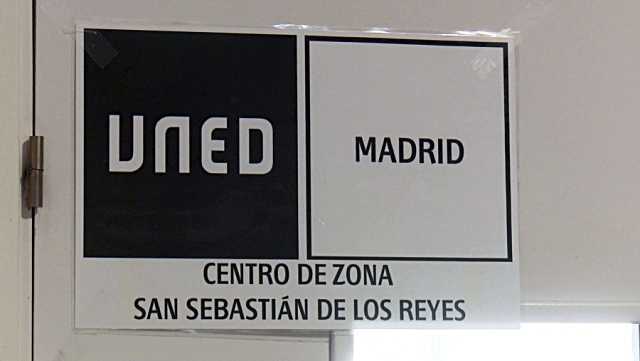 UNED
MADRID
CENTRO DE ZONA
SAN SEBASTIÁN DE LOS REYES